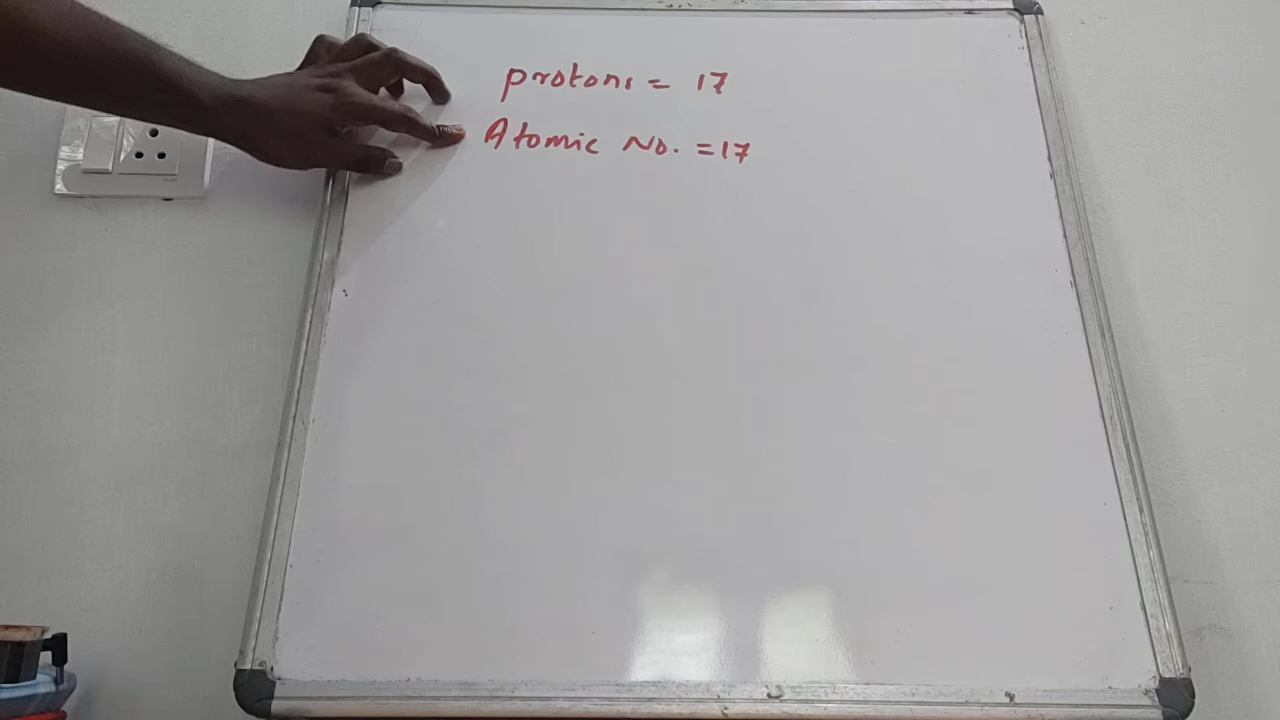 protons = 17
Atomic No. = 17